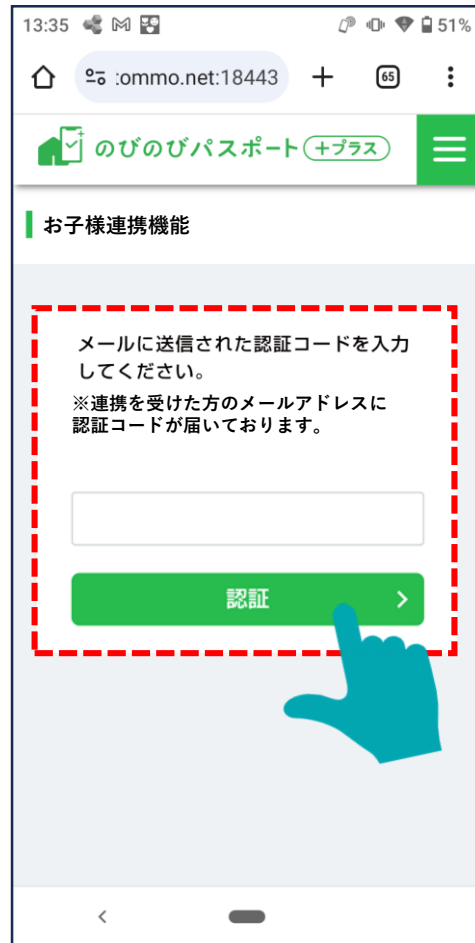 13:35 51%
:ommo.net:18443 65
のびのびパスポート +プラス
お子様連携機能
メールに送信された認証コードを入力
してください。
※連携を受けた方のメールアドレスに
認証コードが届いております。
認証